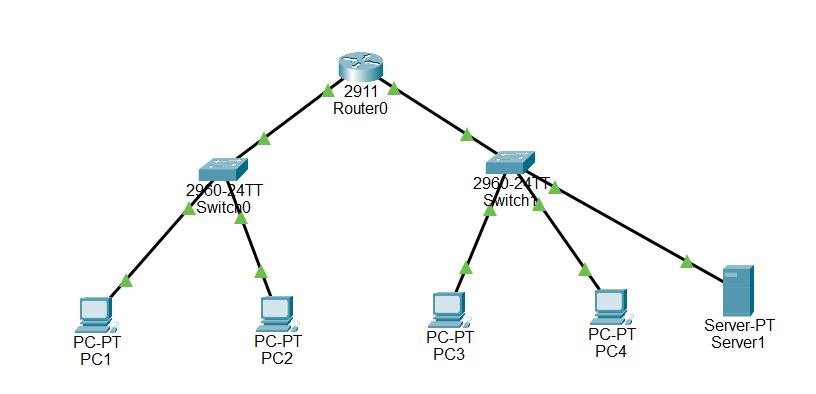 2911
Router0
2960-24TT
Switch0
2960-24TT
Switch1
PC-PT
PC1
PC-PT
PC2
PC-PT
PC3
PC-PT
PC4
Server-PT
Server1